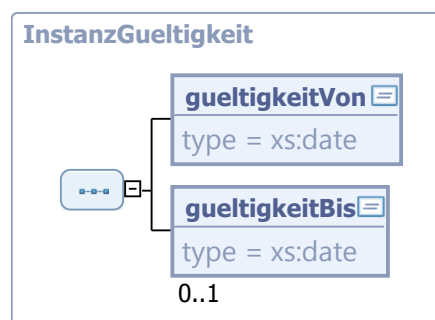 InstanzGueltigkeit
gueltigkeitVon
type = xs:date
gueltigkeitBis
type = xs:date
0..1